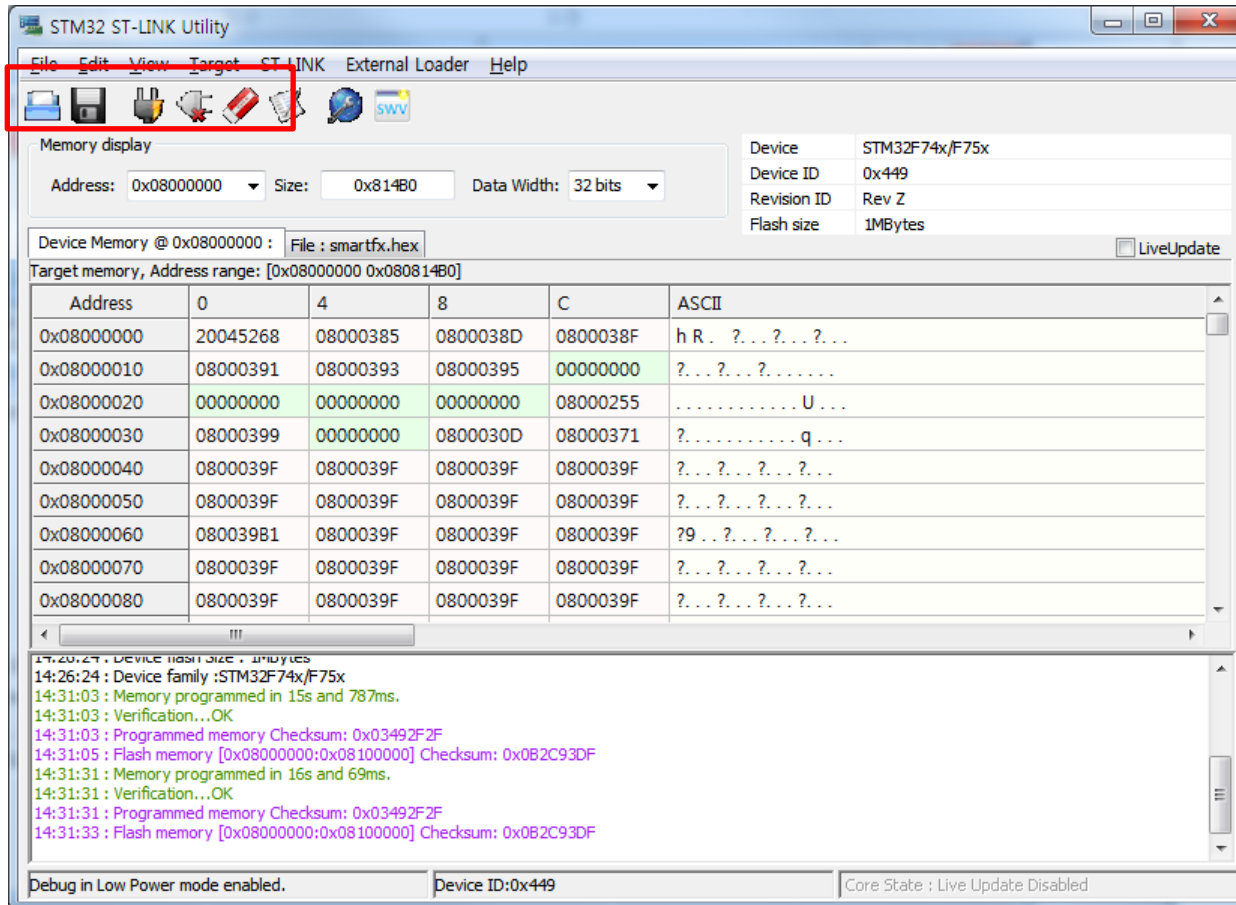 STM32 ST-LINK Utility
File Edit View Target ST-LINK External Loader Help
SWV
Memory display
Address: 0x08000000 Size: 0x814B0 Data Width: 32 bits
Device STM32F74x/F75x
Device ID 0x449
Revision ID Rev Z
Flash size 1MBytes
Device Memory @ 0x08000000 : File : smartfx.hex
LiveUpdate
Target memory, Address range: [0x08000000 0x080814B0]
Address 0 4 8 C ASCII
0x08000000 20045268 08000385 0800038D 0800038F h R . ?. . . ?. . . ?. . .
0x08000010 08000391 08000393 08000395 00000000 ?. . . ?. . . ?. . . . . . .
0x08000020 00000000 00000000 00000000 08000255 . . . . . . . . . . . . U . . .
0x08000030 08000399 00000000 0800030D 08000371 ?. . . . . . . . . . . q . . .
0x08000040 0800039F 0800039F 0800039F 0800039F ?. . . ?. . . ?. . . ?. . .
0x08000050 0800039F 0800039F 0800039F 0800039F ?. . . ?. . . ?. . . ?. . .
0x08000060 080039B1 0800039F 0800039F 0800039F ?9 . . ?. . . ?. . . ?. . .
0x08000070 0800039F 0800039F 0800039F 0800039F ?. . . ?. . . ?. . . ?. . .
0x08000080 0800039F 0800039F 0800039F 0800039F ?. . . ?. . . ?. . . ?. . .
14:26:24 : Device flash Size : 1MBytes
14:26:24 : Device family :STM32F74x/F75x
14:31:03 : Memory programmed in 15s and 787ms.
14:31:03 : Verification...OK
14:31:03 : Programmed memory Checksum: 0x03492F2F
14:31:05 : Flash memory [0x08000000:0x08100000] Checksum: 0x0B2C93DF
14:31:31 : Memory programmed in 16s and 69ms.
14:31:31 : Verification...OK
14:31:31 : Programmed memory Checksum: 0x03492F2F
14:31:33 : Flash memory [0x08000000:0x08100000] Checksum: 0x0B2C93DF
Debug in Low Power mode enabled. Device ID:0x449 Core State : Live Update Disabled